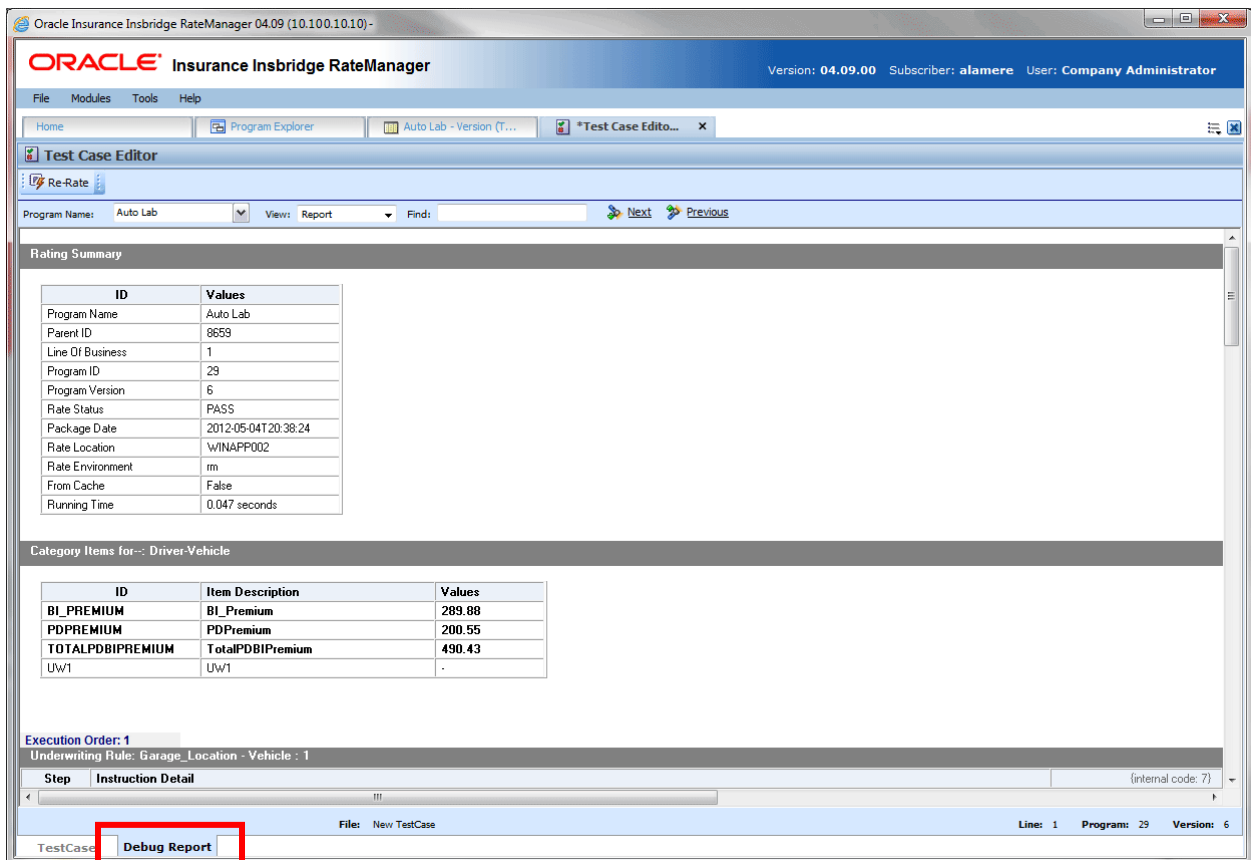 Oracle Insurance Insbridge RateManager 04.09 (10.100.10.10) -
ORACLE® Insurance Insbridge RateManager
Version: 04.09.00 Subscriber: alamere User: Company Administrator
File Modules Tools Help
Home Program Explorer Auto Lab - Version (T... *Test Case Edito... x
Test Case Editor
Re-Rate
Program Name: Auto Lab View: Report Find: Next Previous
Rating Summary
ID Values
Program Name Auto Lab
Parent ID 8659
Line Of Business 1
Program ID 29
Program Version 6
Rate Status PASS
Package Date 2012-05-04T20:38:24
Rate Location WINAPP002
Rate Environment rm
From Cache False
Running Time 0.047 seconds
Category Items for--: Driver-Vehicle
ID Item Description Values
BI_PREMIUM BI_Premium 289.88
PDPREMIUM PDPremium 200.55
TOTALPDBIPREMIUM TotalPDBIPremium 490.43
UW1 UW1 -
Execution Order: 1
Underwriting Rule: Garage_Location - Vehicle : 1
Step Instruction Detail (internal code: 7)
File: New TestCase Line: 1 Program: 29 Version: 6
TestCase Debug Report